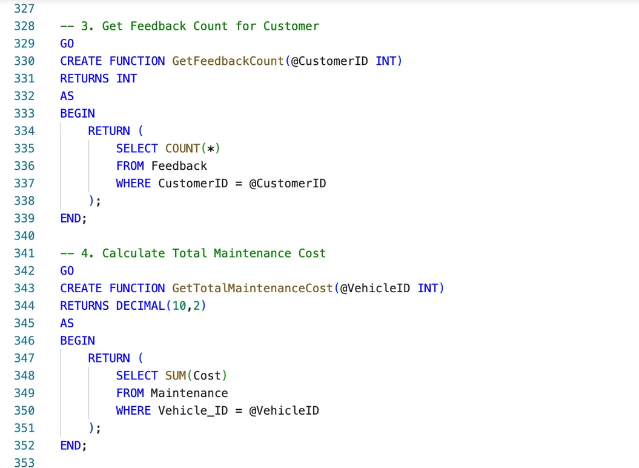 327
328 -- 3. Get Feedback Count for Customer
329 GO
330 CREATE FUNCTION GetFeedbackCount(@CustomerID INT)
331 RETURNS INT
332 AS
333 BEGIN
334     RETURN (
335         SELECT COUNT(*)
336         FROM Feedback
337         WHERE CustomerID = @CustomerID
338     );
339 END;
340
341 -- 4. Calculate Total Maintenance Cost
342 GO
343 CREATE FUNCTION GetTotalMaintenanceCost(@VehicleID INT)
344 RETURNS DECIMAL(10,2)
345 AS
346 BEGIN
347     RETURN (
348         SELECT SUM(Cost)
349         FROM Maintenance
350         WHERE Vehicle_ID = @VehicleID
351     );
352 END;
353